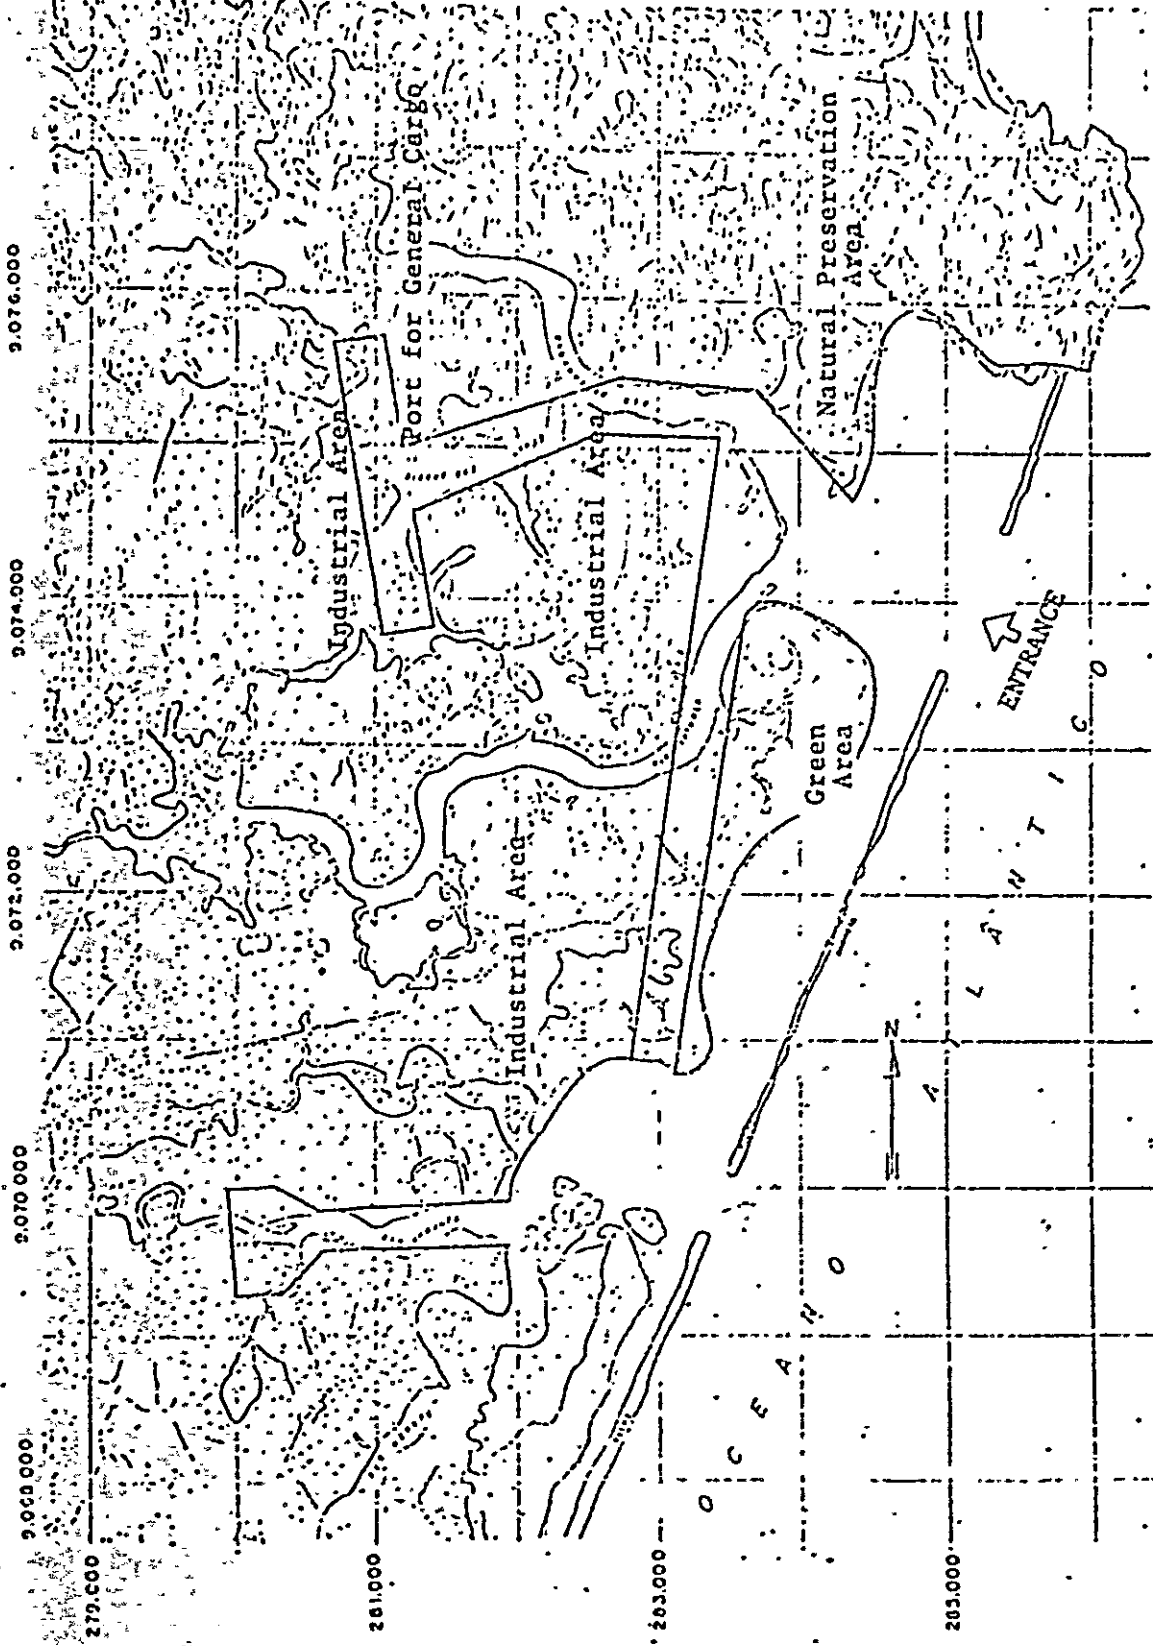 9.068.000
9.070.000
9.072.000
9.074.000
9.076.000
279.000
281.000
283.000
285.000
Industrial Area
Port for General Cargo
Industrial Area
Industrial Area
Natural Preservation
Area
Green
Area
ENTRANCE
N
OCEANO ATLÂNTICO